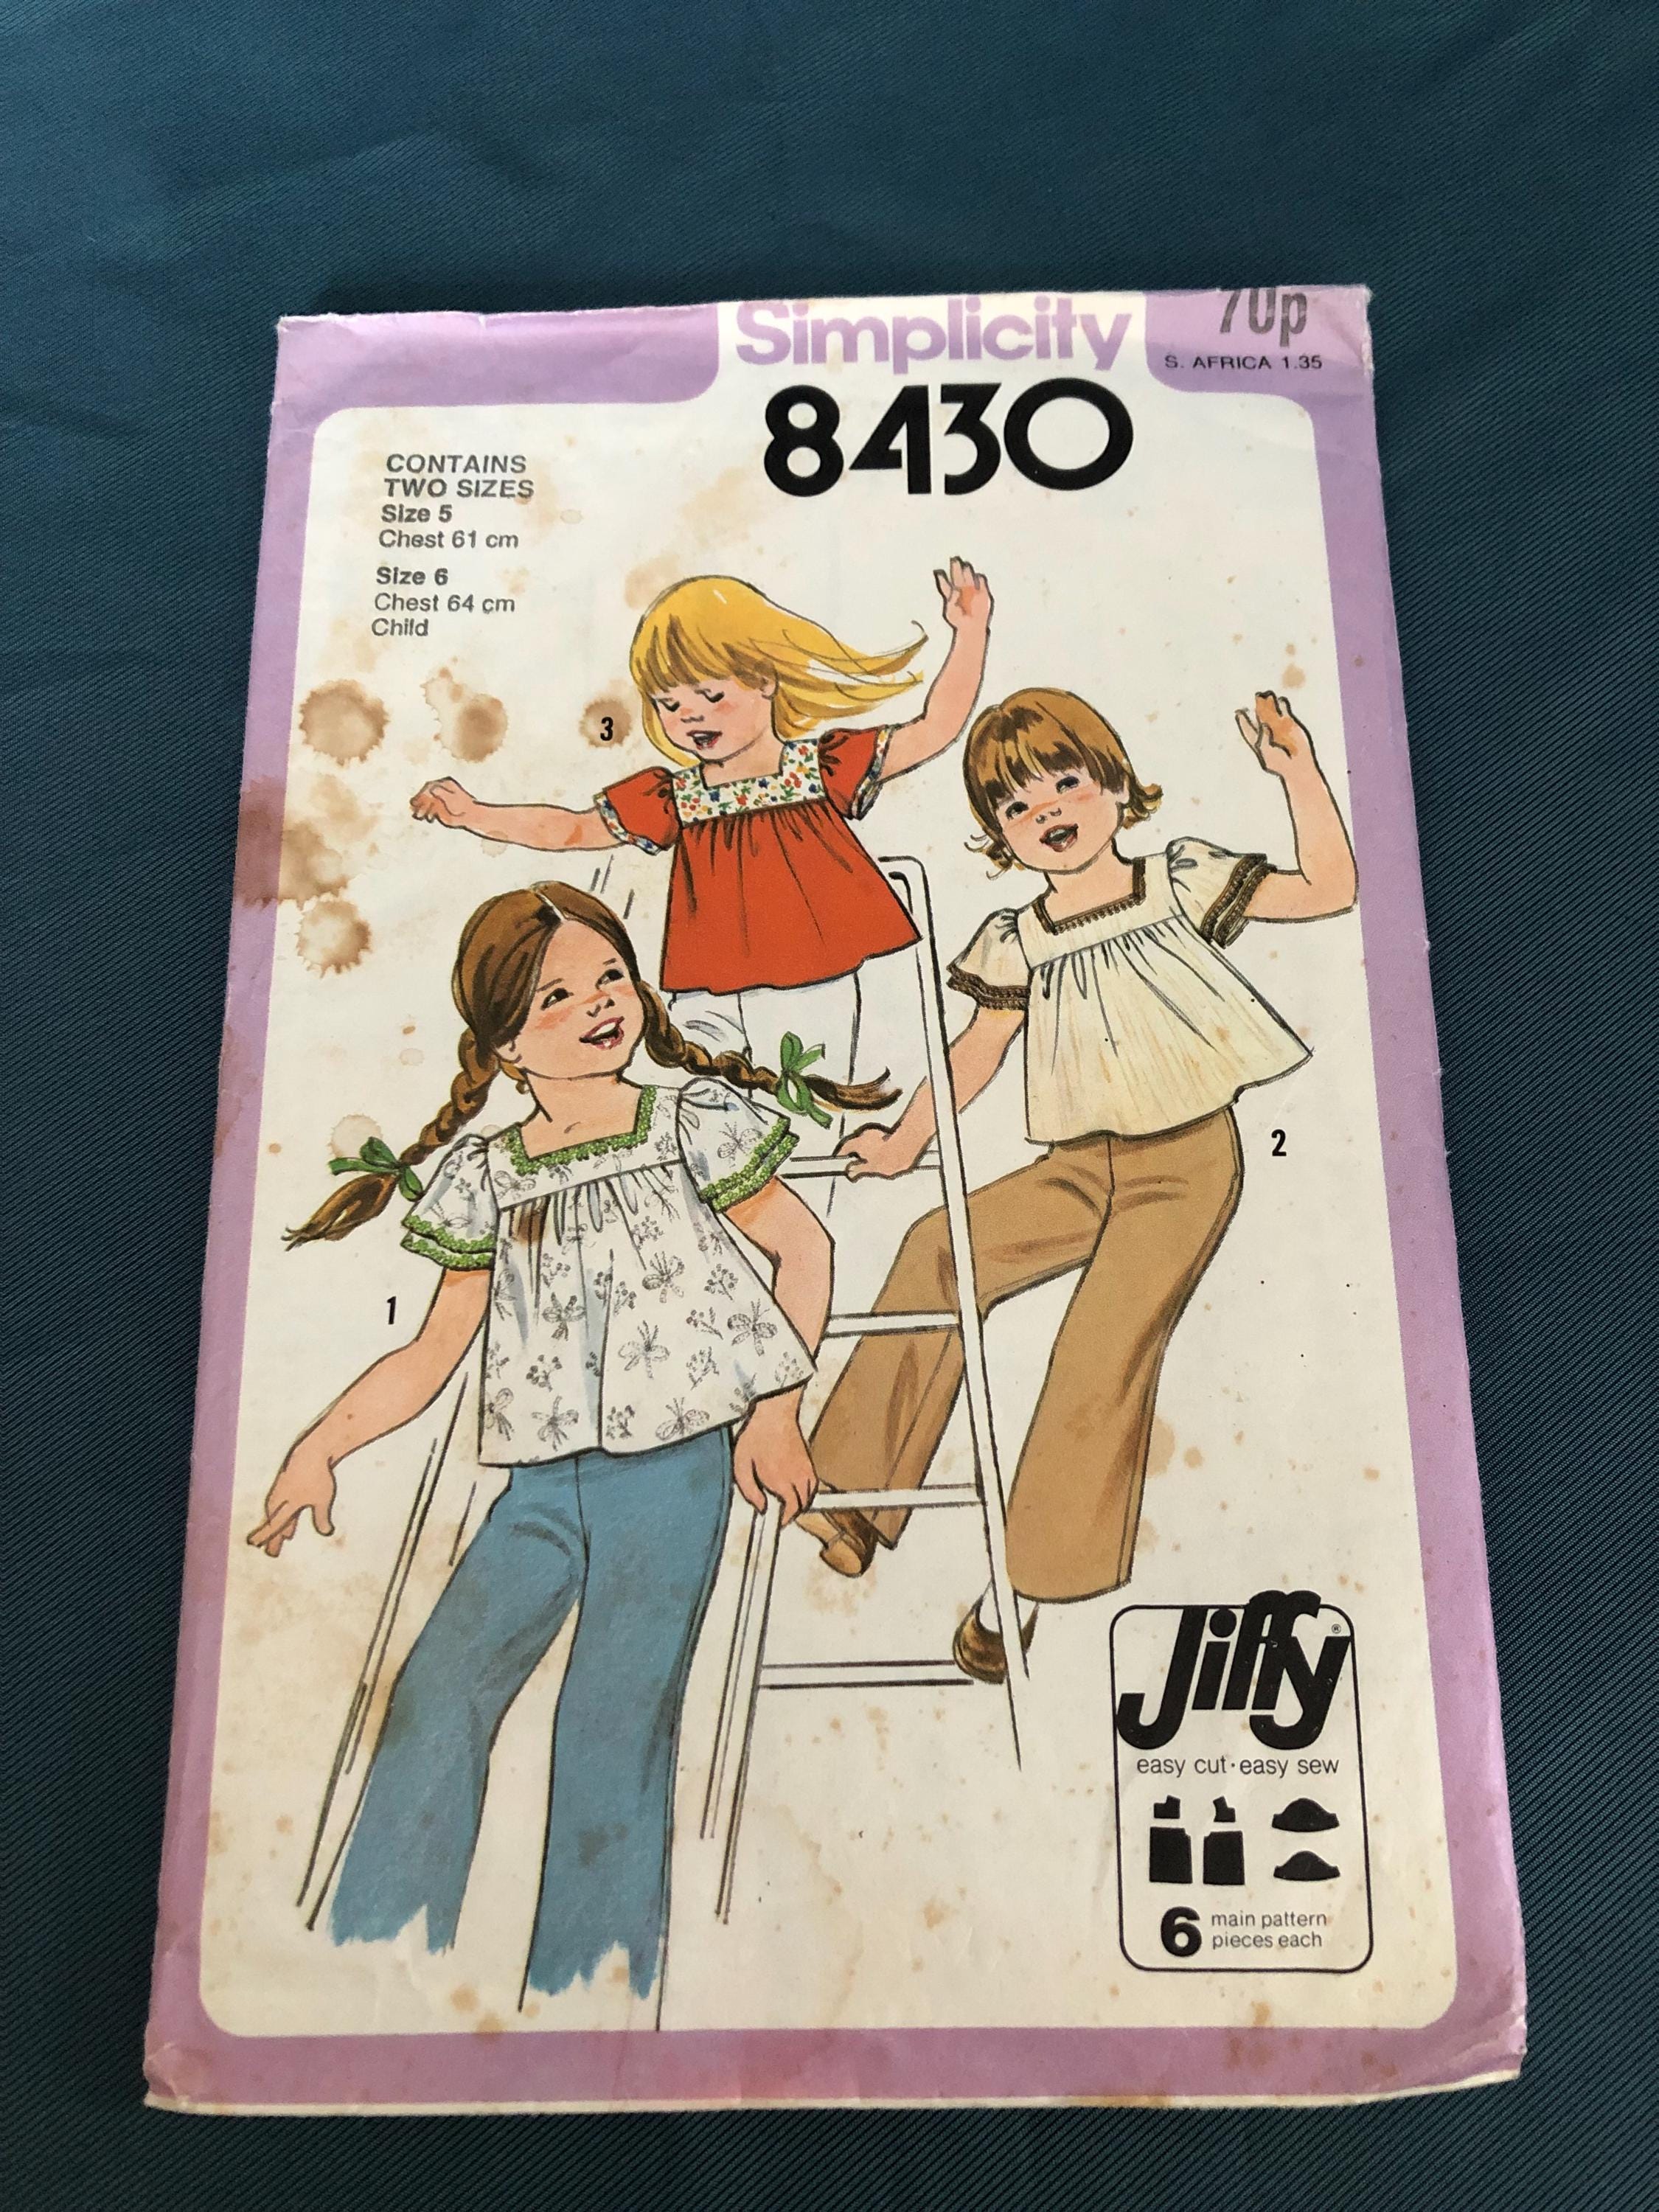 Simplicity
70p
S. AFRICA 1.35
8430
CONTAINS
TWO SIZES
Size 5
Chest 61 cm
Size 6
Chest 64 cm
Child
3
2
1
Jiffy®
easy cut·easy sew
6 main pattern
pieces each